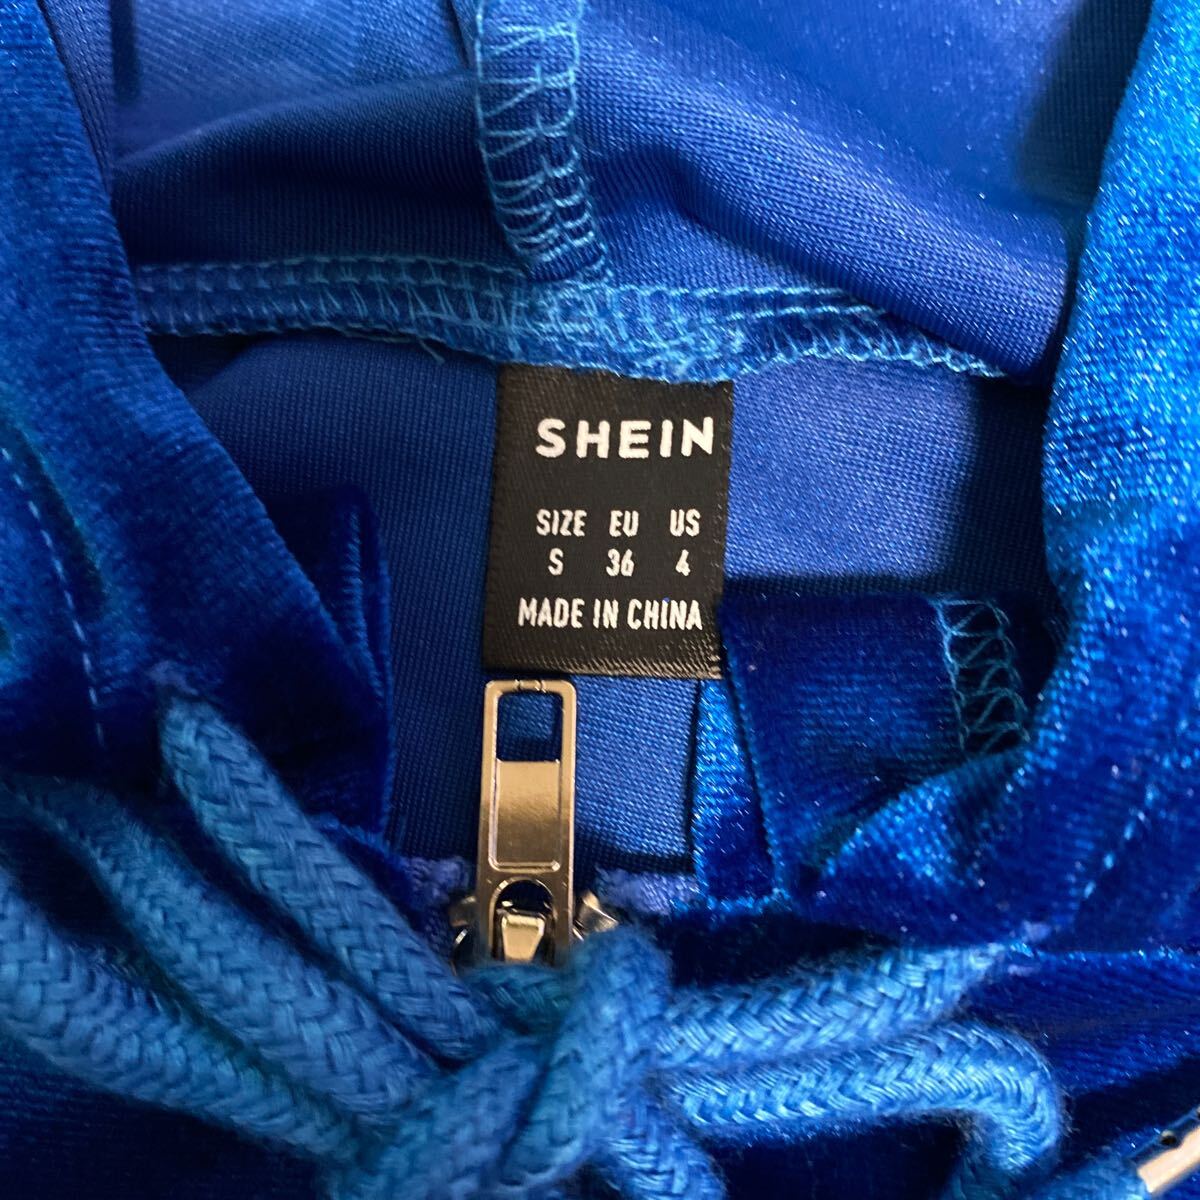 SHEIN
SIZE EU US
S 36 4
MADE IN CHINA